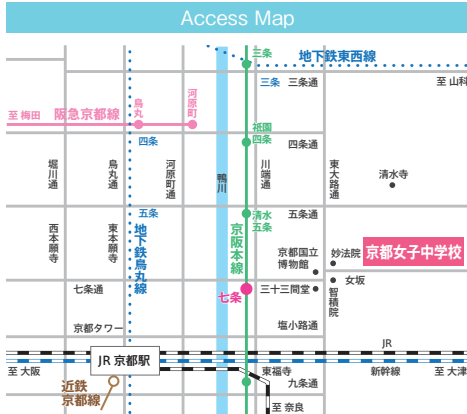 Access Map
三条
地下鉄東西線
三条
三条通
至 山科
至 梅田
阪急京都線
烏丸
河原町
祇園
四条
四条
四条通
堀川通
烏丸通
河原町通
鴨川
川端通
東大路通
清水寺
五条
清水
五条
五条通
西本願寺
東本願寺
地下鉄烏丸線
京阪本線
京都国立
博物館
妙法院
京都女子中学校
女坂
七条通
七条
三十三間堂
智積院
京都タワー
塩小路通
JR 京都駅
JR
至 大阪
東福寺
新幹線
至 大津
近鉄
京都線
九条通
至 奈良